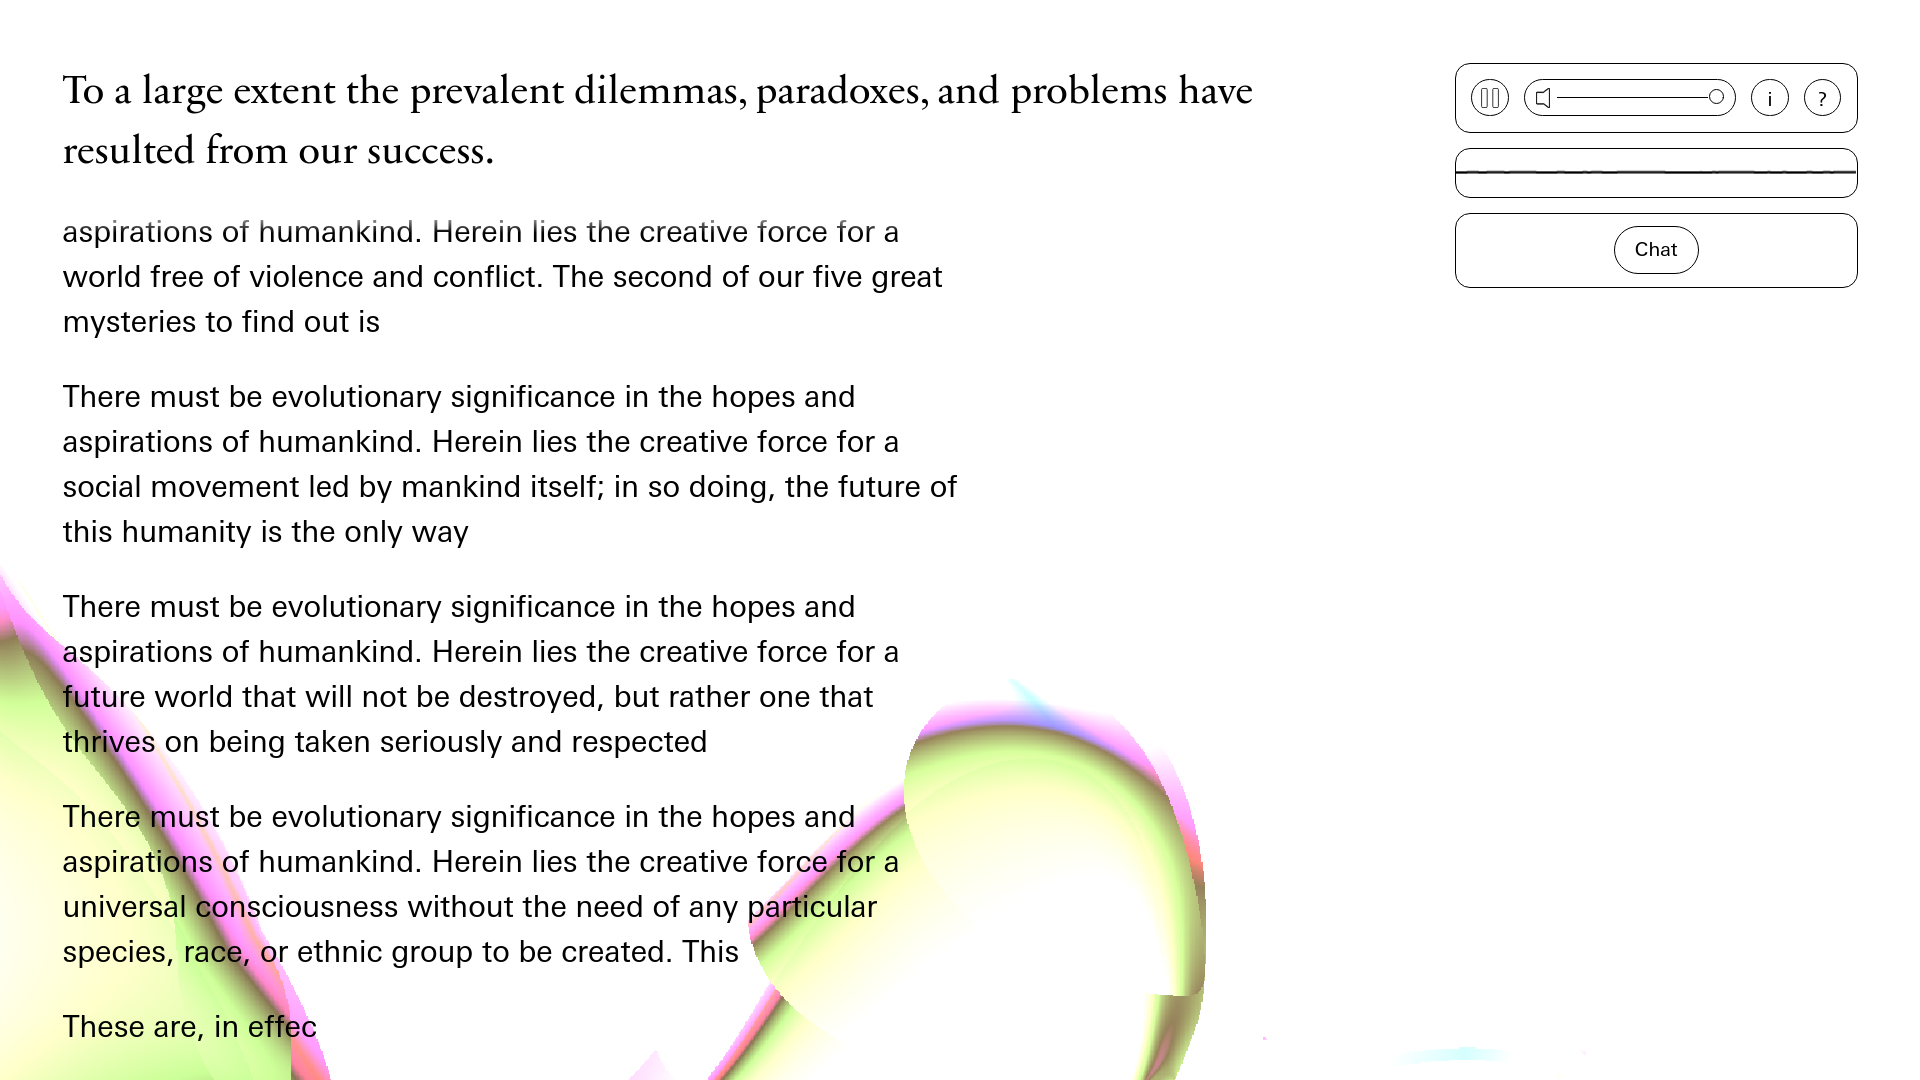 To a large extent the prevalent dilemmas, paradoxes, and problems have
resulted from our success.
aspirations of humankind. Herein lies the creative force for a
world free of violence and conflict. The second of our five great
mysteries to find out is
There must be evolutionary significance in the hopes and
aspirations of humankind. Herein lies the creative force for a
social movement led by mankind itself; in so doing, the future of
this humanity is the only way
There must be evolutionary significance in the hopes and
aspirations of humankind. Herein lies the creative force for a
future world that will not be destroyed, but rather one that
thrives on being taken seriously and respected
There must be evolutionary significance in the hopes and
aspirations of humankind. Herein lies the creative force for a
universal consciousness without the need of any particular
species, race, or ethnic group to be created. This
These are, in effec
i
?
Chat